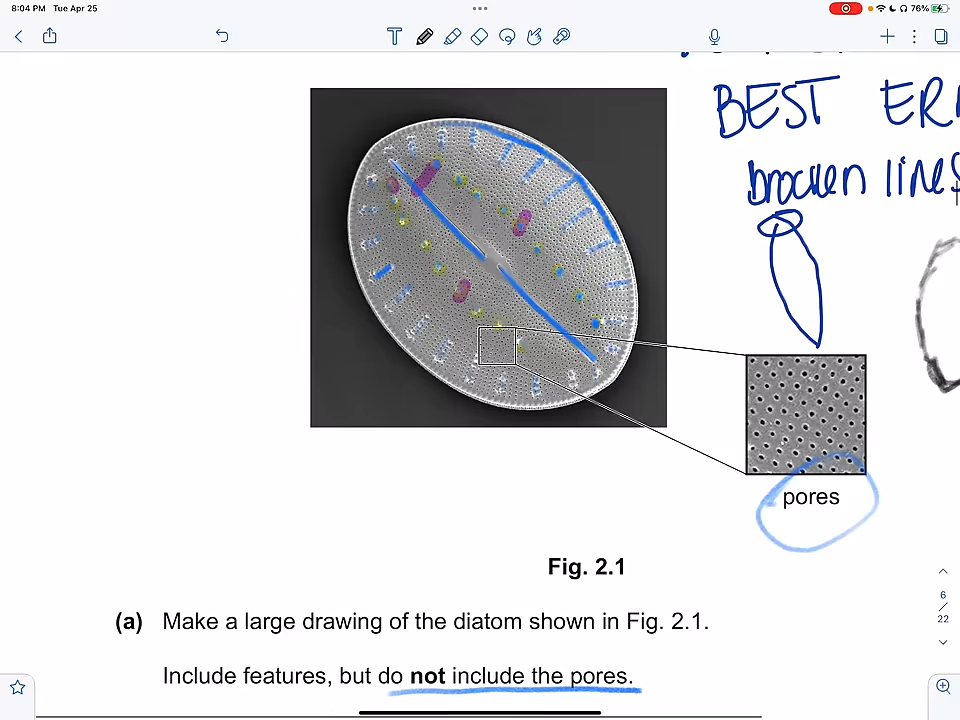 8:04 PM Tue Apr 25
76%
BEST
brocken lines
pores
Fig. 2.1
6
/
22
(a) Make a large drawing of the diatom shown in Fig. 2.1.
Include features, but do not include the pores.